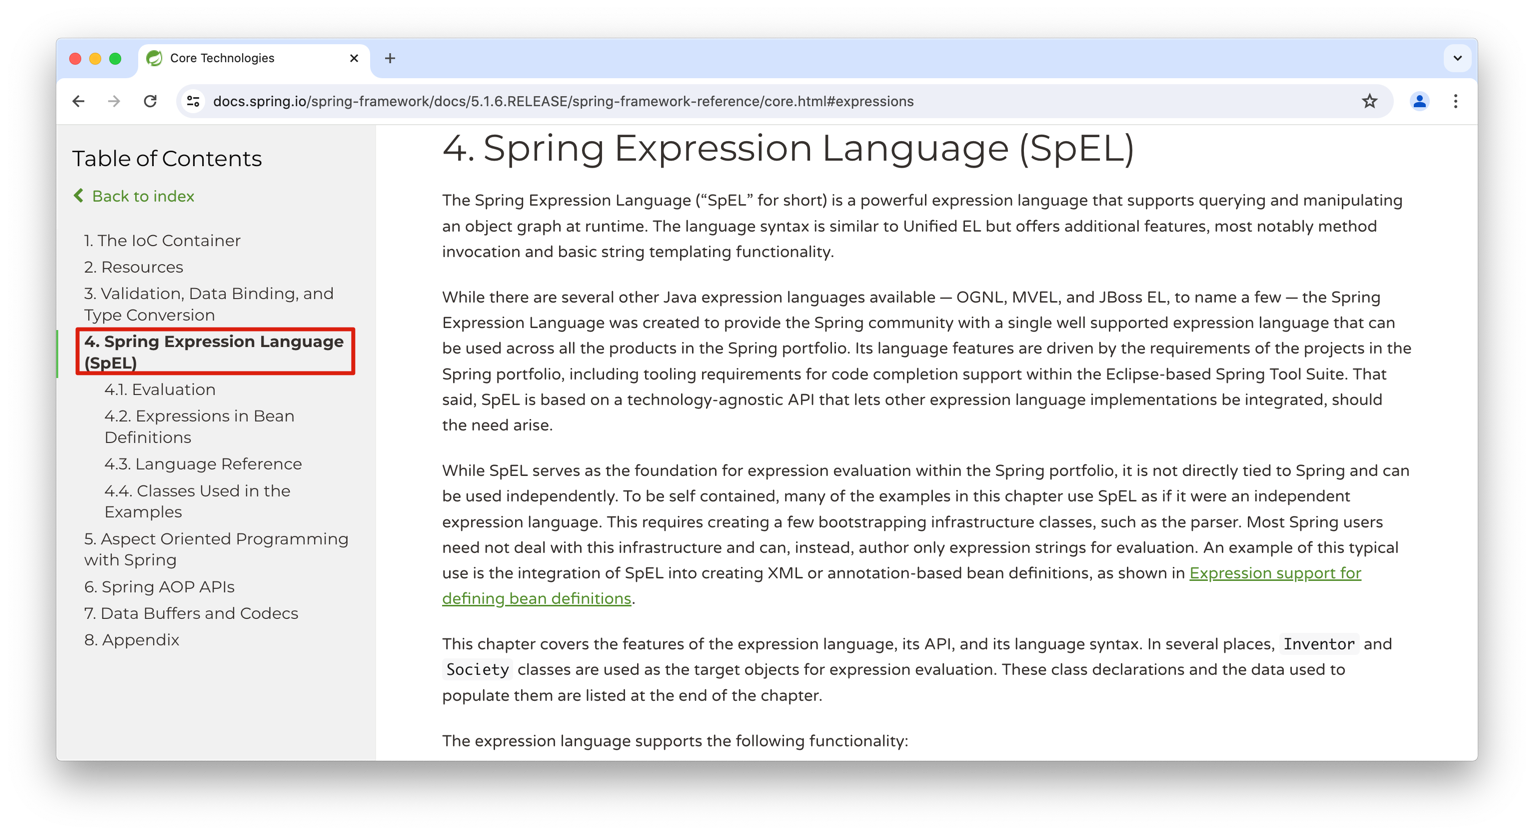 Core Technologies
docs.spring.io/spring-framework/docs/5.1.6.RELEASE/spring-framework-reference/core.html#expressions
Table of Contents
Back to index
1. The IoC Container
2. Resources
3. Validation, Data Binding, and
Type Conversion
4. Spring Expression Language
(SpEL)
4.1. Evaluation
4.2. Expressions in Bean
Definitions
4.3. Language Reference
4.4. Classes Used in the
Examples
5. Aspect Oriented Programming
with Spring
6. Spring AOP APIs
7. Data Buffers and Codecs
8. Appendix
4. Spring Expression Language (SpEL)
The Spring Expression Language (“SpEL” for short) is a powerful expression language that supports querying and manipulating
an object graph at runtime. The language syntax is similar to Unified EL but offers additional features, most notably method
invocation and basic string templating functionality.
While there are several other Java expression languages available — OGNL, MVEL, and JBoss EL, to name a few — the Spring
Expression Language was created to provide the Spring community with a single well supported expression language that can
be used across all the products in the Spring portfolio. Its language features are driven by the requirements of the projects in the
Spring portfolio, including tooling requirements for code completion support within the Eclipse-based Spring Tool Suite. That
said, SpEL is based on a technology-agnostic API that lets other expression language implementations be integrated, should
the need arise.
While SpEL serves as the foundation for expression evaluation within the Spring portfolio, it is not directly tied to Spring and can
be used independently. To be self contained, many of the examples in this chapter use SpEL as if it were an independent
expression language. This requires creating a few bootstrapping infrastructure classes, such as the parser. Most Spring users
need not deal with this infrastructure and can, instead, author only expression strings for evaluation. An example of this typical
use is the integration of SpEL into creating XML or annotation-based bean definitions, as shown in Expression support for
defining bean definitions.
This chapter covers the features of the expression language, its API, and its language syntax. In several places, Inventor and
Society classes are used as the target objects for expression evaluation. These class declarations and the data used to
populate them are listed at the end of the chapter.
The expression language supports the following functionality: